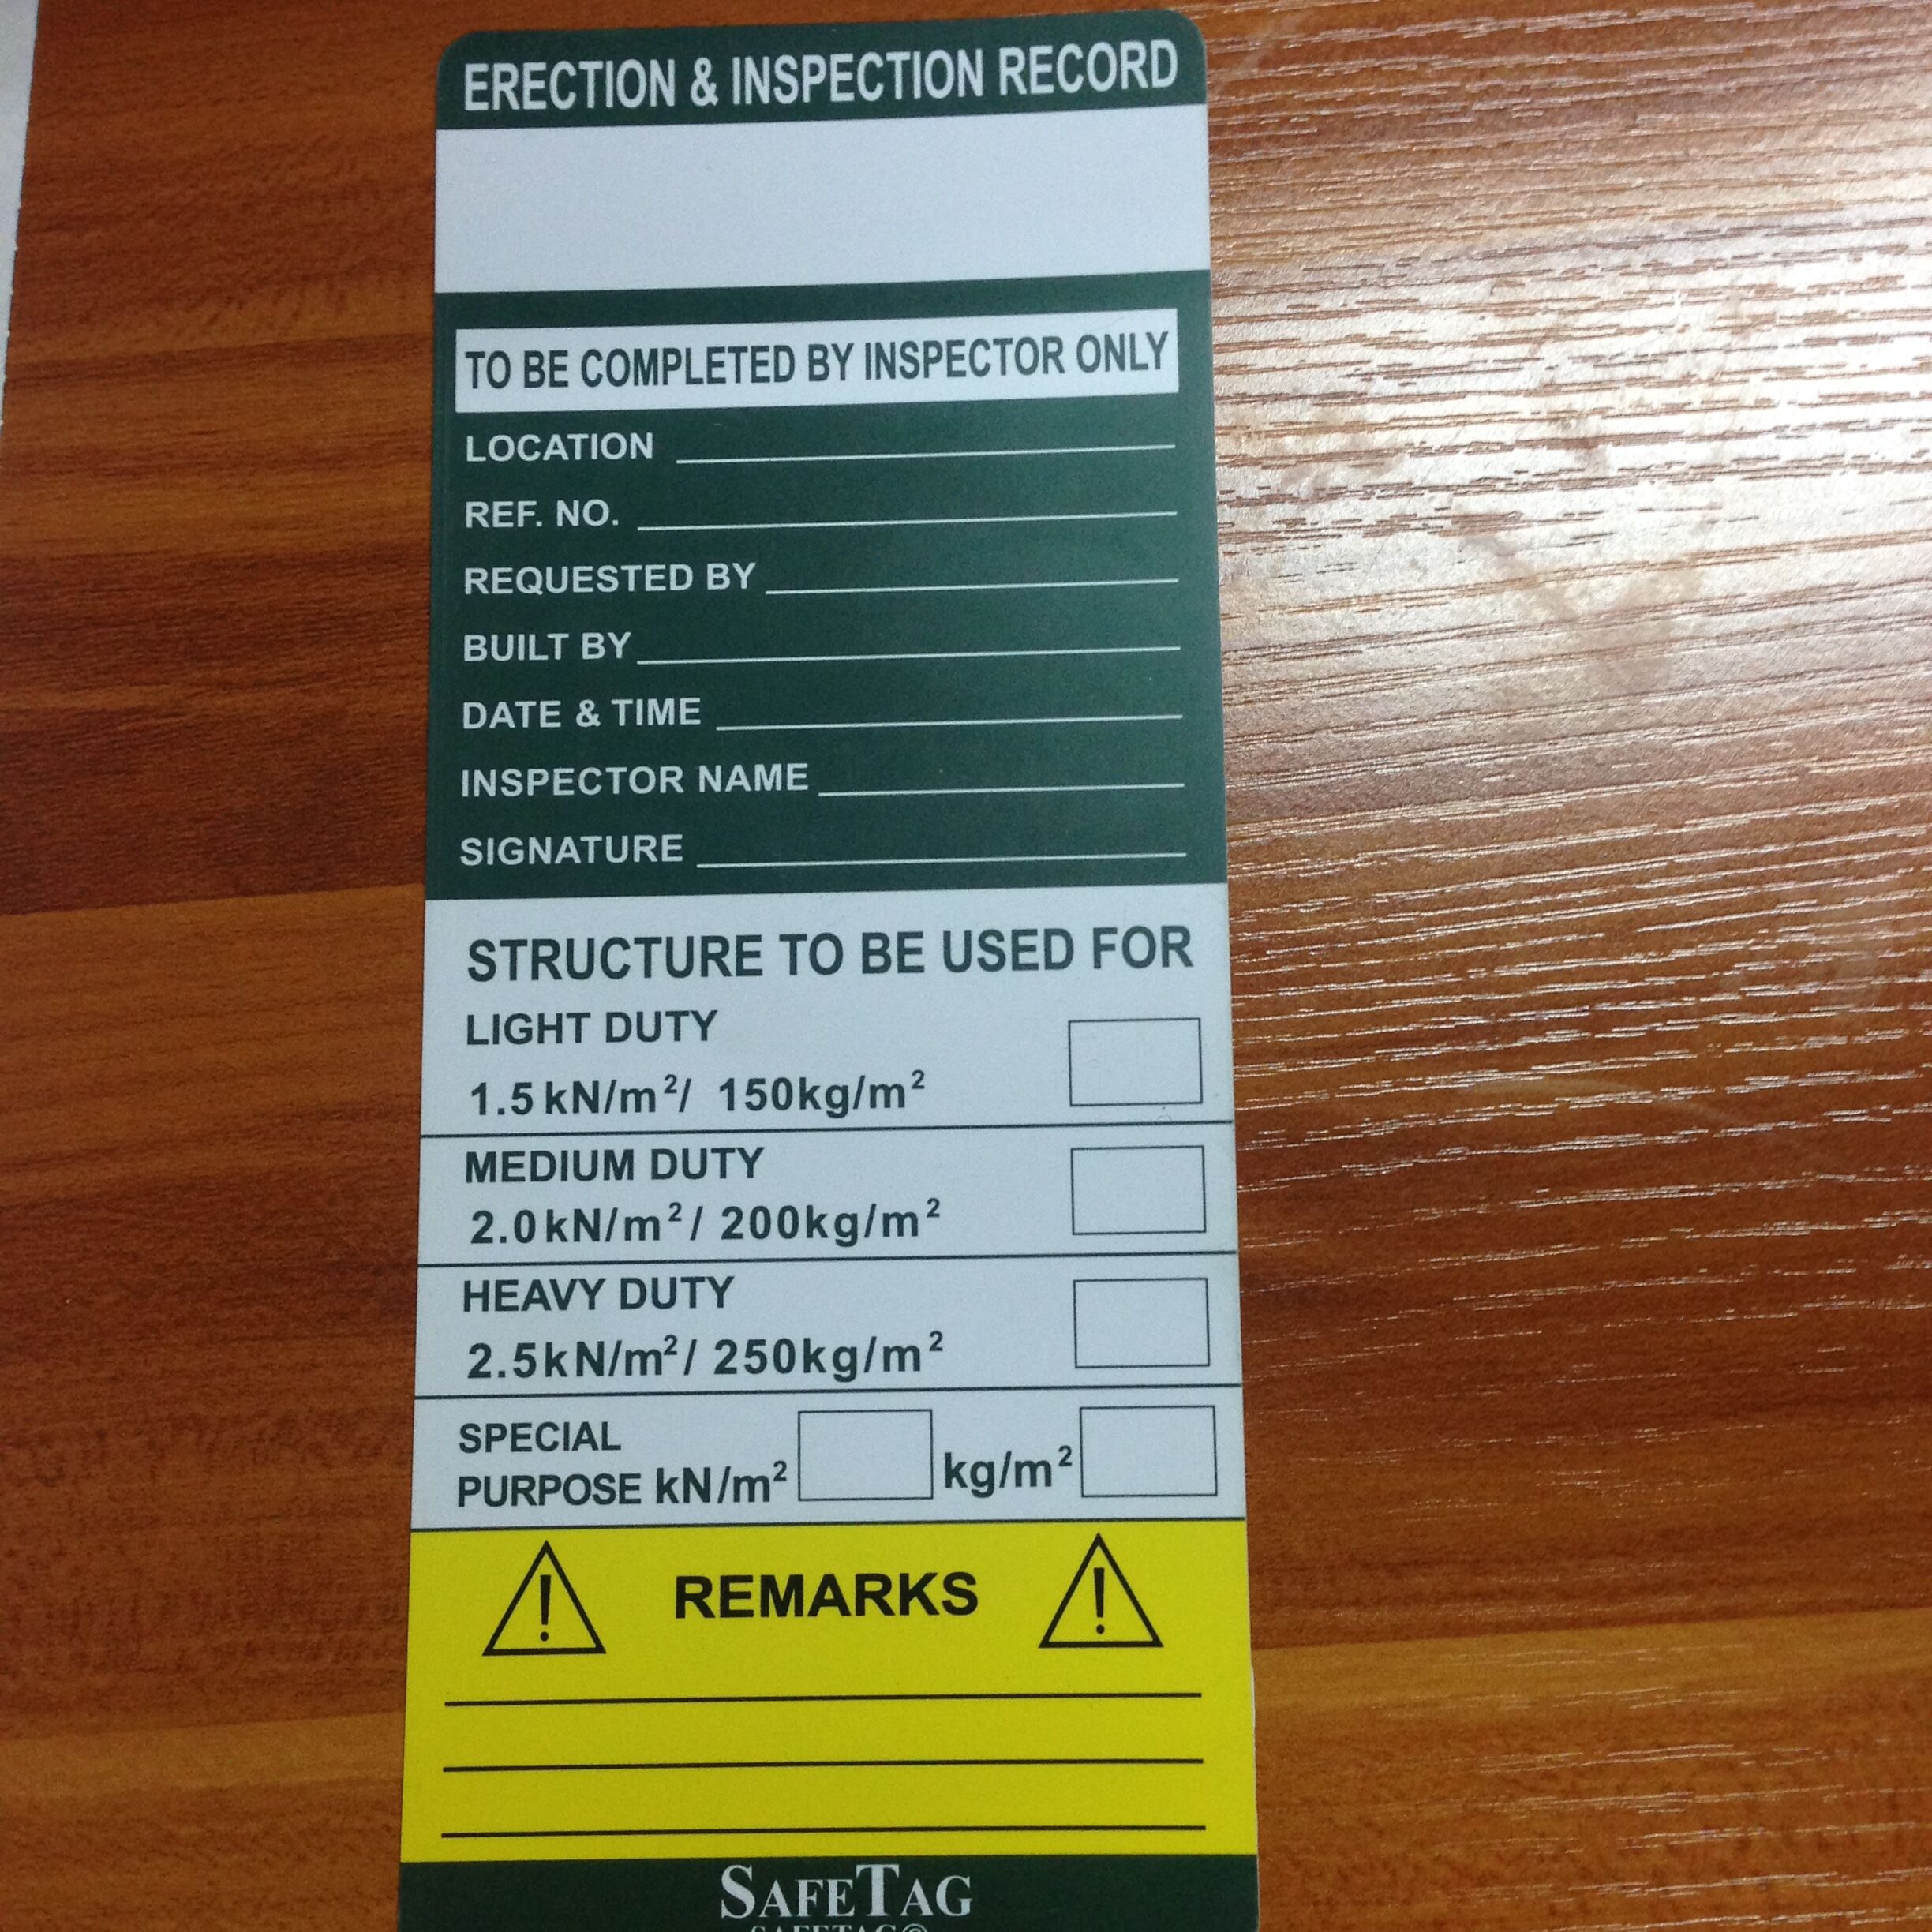 ERECTION & INSPECTION RECORD
TO BE COMPLETED BY INSPECTOR ONLY
LOCATION
REF. NO.
REQUESTED BY
BUILT BY
DATE & TIME
INSPECTOR NAME
SIGNATURE
STRUCTURE TO BE USED FOR
LIGHT DUTY
1.5 kN/m²/ 150kg/m²
MEDIUM DUTY
2.0 kN/m²/ 200kg/m²
HEAVY DUTY
2.5 kN/m²/ 250kg/m²
SPECIAL
PURPOSE kN/m² kg/m²
REMARKS
SAFETAG
SAFETAG©